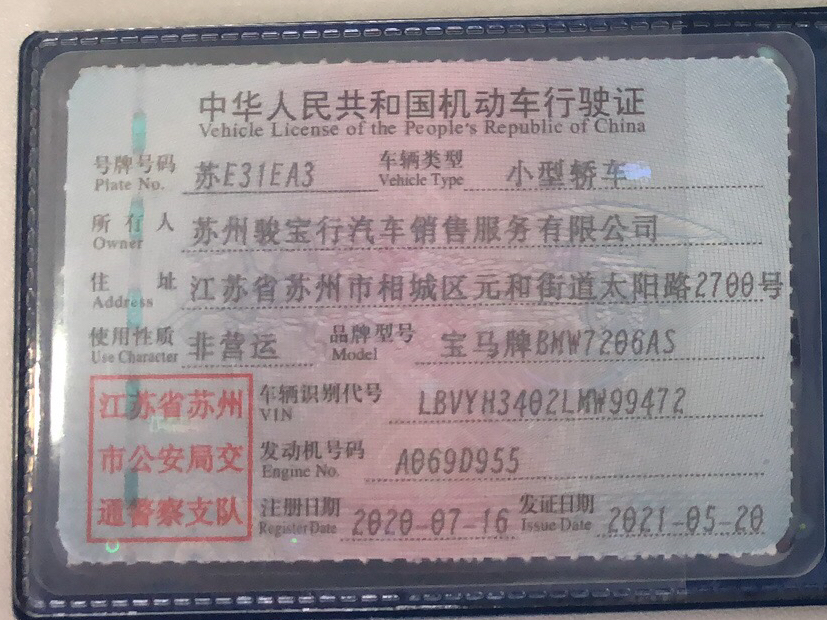 中华人民共和国机动车行驶证
Vehicle License of the People's Republic of China
号牌号码 苏E31EA3 车辆类型 小型轿车
Plate No. Vehicle Type
所有人 苏州骏宝行汽车销售服务有限公司
Owner
住址 江苏省苏州市相城区元和街道太阳路2700号
Address
使用性质 非营运 品牌型号 宝马牌BMW7206AS
Use Character Model
江苏省苏州 车辆识别代号 LBVYH3402LMW99472
VIN
市公安局交 发动机号码 A069D955
Engine No.
通警察支队 注册日期 2020-07-16 发证日期 2021-05-20
Register Date Issue Date